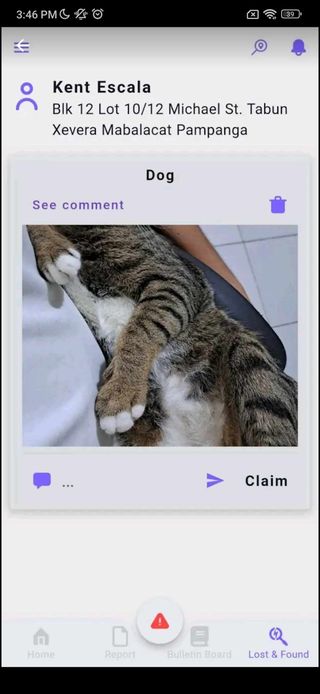 3:46 PM
39
Kent Escala
Blk 12 Lot 10/12 Michael St. Tabun
Xevera Mabalacat Pampanga
Dog
See comment
...
Claim
Home
Report
Bulletin Board
Lost & Found